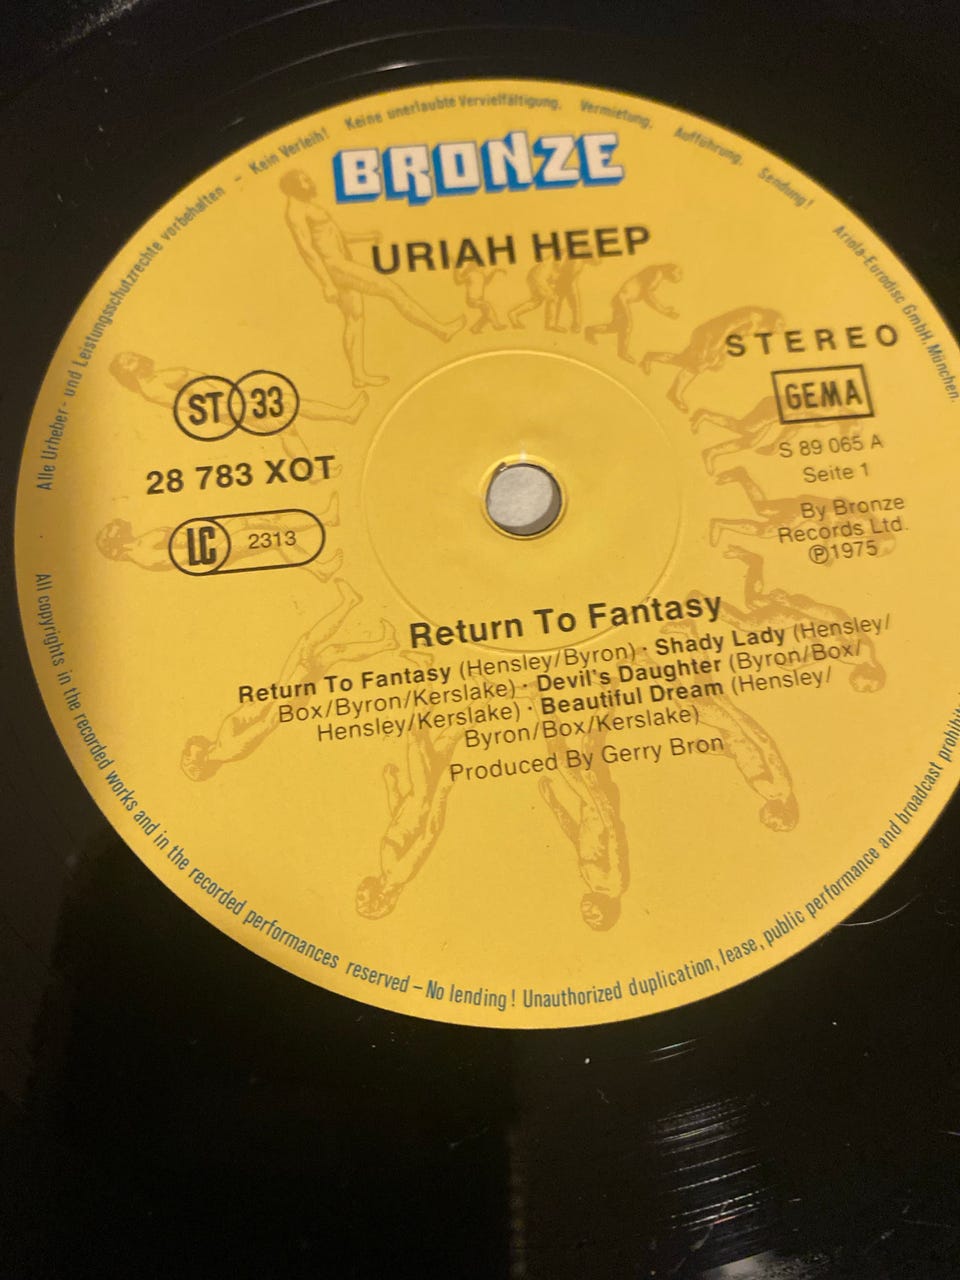 Alle Urheber- und Leistungsschutzrechte vorbehalten – Kein Verleih! Keine unerlaubte Vervielfältigung, Vermietung, Aufführung, Sendung!
Ariola-Eurodisc GmbH, München.
BRONZE
URIAH HEEP
STEREO
ST 33
GEMA
28 783 XOT
S 89 065 A
Seite 1
LC 2313
By Bronze
Records Ltd.
℗1975
Return To Fantasy
Return To Fantasy (Hensley/Byron) · Shady Lady (Hensley/
Box/Byron/Kerslake) · Devil's Daughter (Byron/Box/
Hensley/Kerslake) · Beautiful Dream (Hensley/
Byron/Box/Kerslake)
Produced By Gerry Bron
All copyrights in the recorded works and in the recorded performances reserved – No lending! Unauthorized duplication, lease, public performance and broadcast